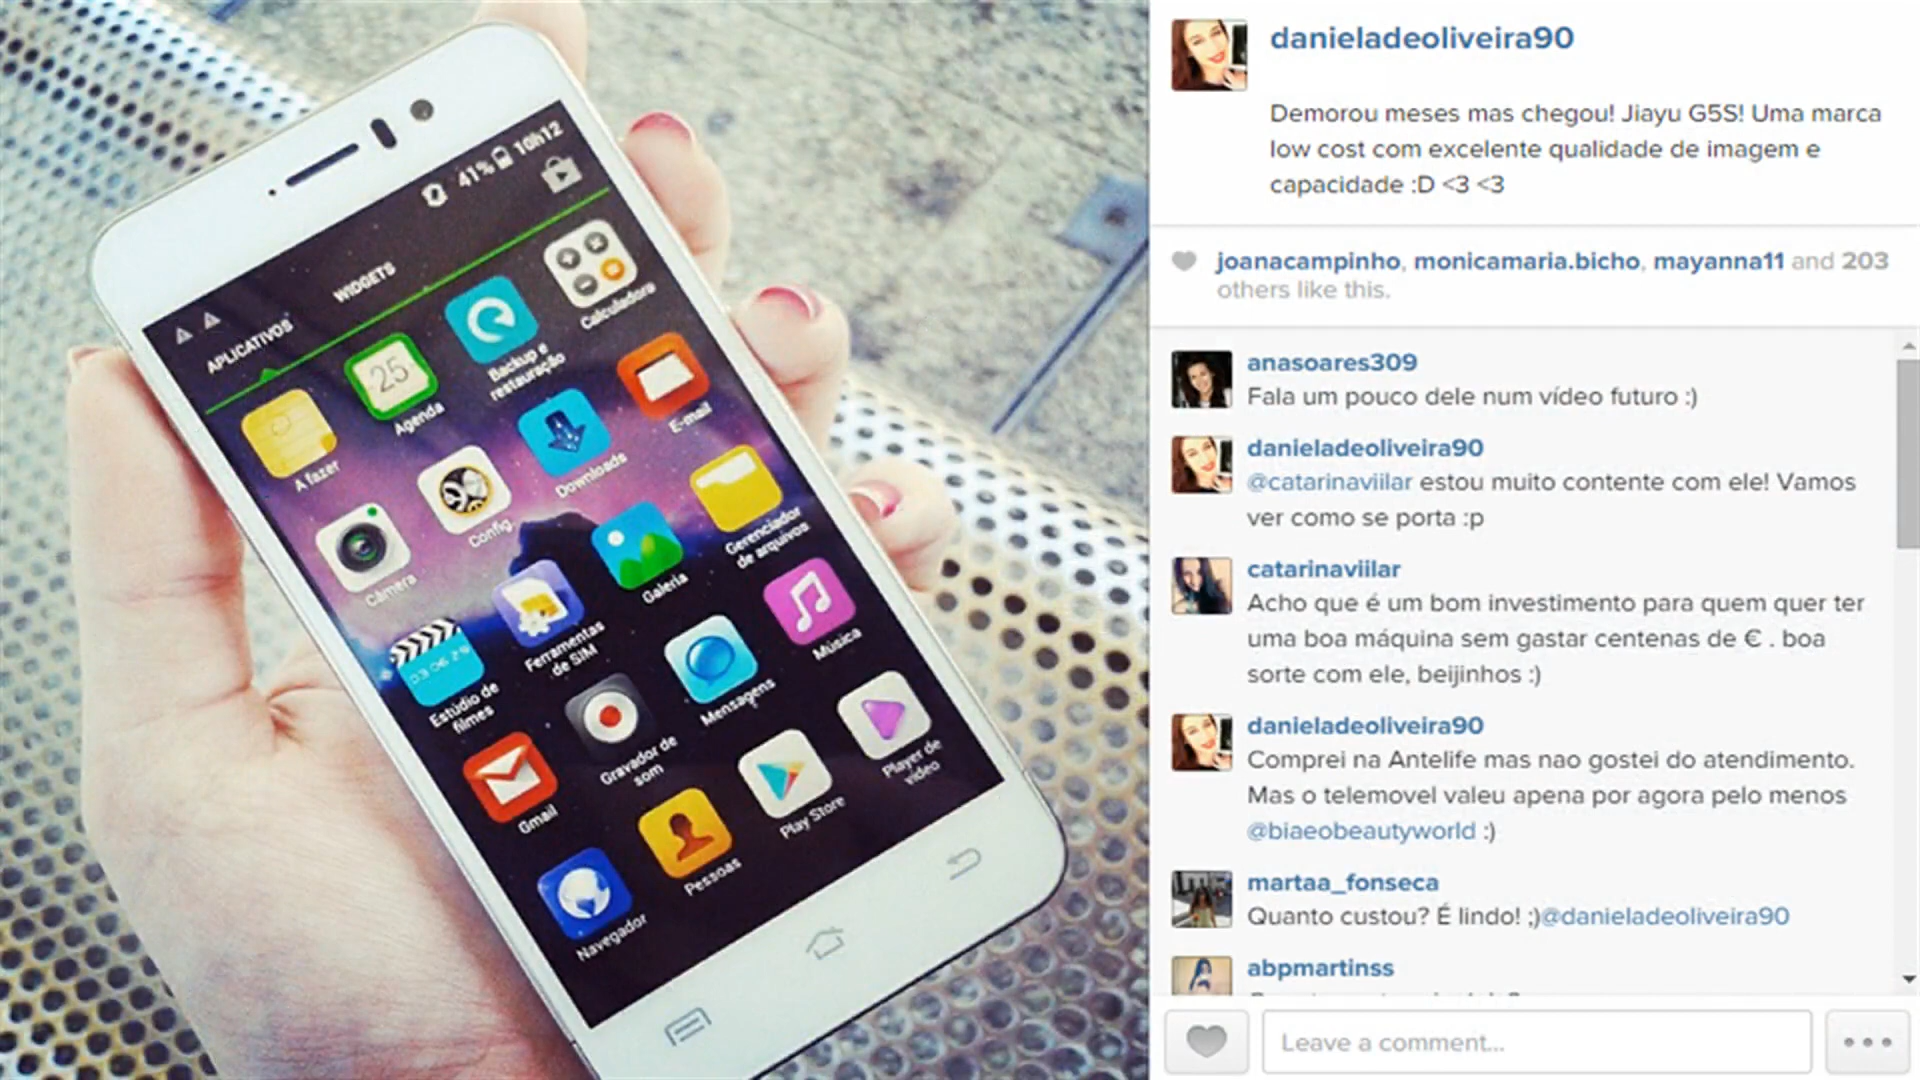 41% 10h12
APLICATIVOS WIDGETS
A fazer
Agenda
25
Backup e
restauração
Calculadora
Câmera
Config.
Downloads
E-mail
Estúdio de
filmes
Ferramentas
de SIM
Galeria
Gerenciador
de arquivos
Gmail
Gravador de
som
Mensagens
Música
Navegador
Pessoas
Play Store
Player de
vídeo
danieladeoliveira90
Demorou meses mas chegou! Jiayu G5S! Uma marca
low cost com excelente qualidade de imagem e
capacidade :D <3 <3
joanacampinho, monicamaria.bicho, mayanna11 and 203
others like this.
anasoares309
Fala um pouco dele num vídeo futuro :)
danieladeoliveira90
@catarinaviilar estou muito contente com ele! Vamos
ver como se porta :p
catarinaviilar
Acho que é um bom investimento para quem quer ter
uma boa máquina sem gastar centenas de € . boa
sorte com ele, beijinhos :)
danieladeoliveira90
Comprei na Antelife mas nao gostei do atendimento.
Mas o telemovel valeu apena por agora pelo menos
@biaeobeautyworld :)
martaa_fonseca
Quanto custou? É lindo! ;)@danieladeoliveira90
abpmartinss
Leave a comment...